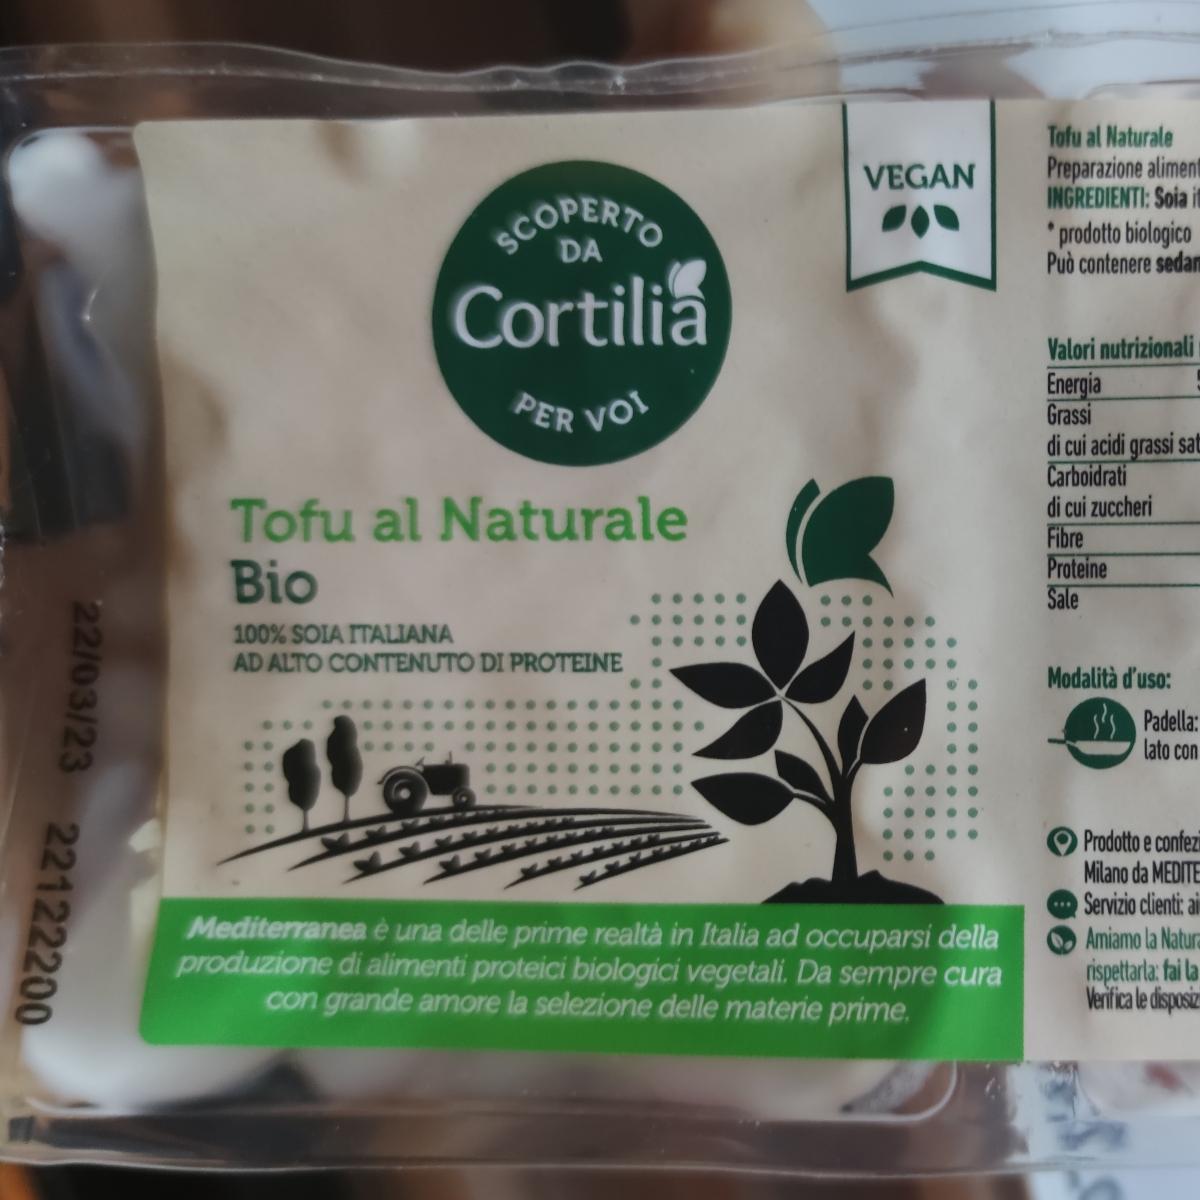 SCOPERTO
DA
Cortilia
PER VOI
VEGAN
Tofu al Naturale
Bio
100% SOIA ITALIANA
AD ALTO CONTENUTO DI PROTEINE
Mediterranea è una delle prime realtà in Italia ad occuparsi della
produzione di alimenti proteici biologici vegetali. Da sempre cura
con grande amore la selezione delle materie prime.
22/03/23 22122200
Tofu al Naturale
Preparazione
INGREDIENTI: Soia
* prodotto biologico
Può contenere
Valori nutrizionali
Energia
Grassi
di cui acidi grassi
Carboidrati
di cui zuccheri
Fibre
Proteine
Sale
Modalità d'uso:
Padella:
lato con
Prodotto e
Milano da
Servizio clienti:
Amiamo la
rispettarla: fai la
Verifica le